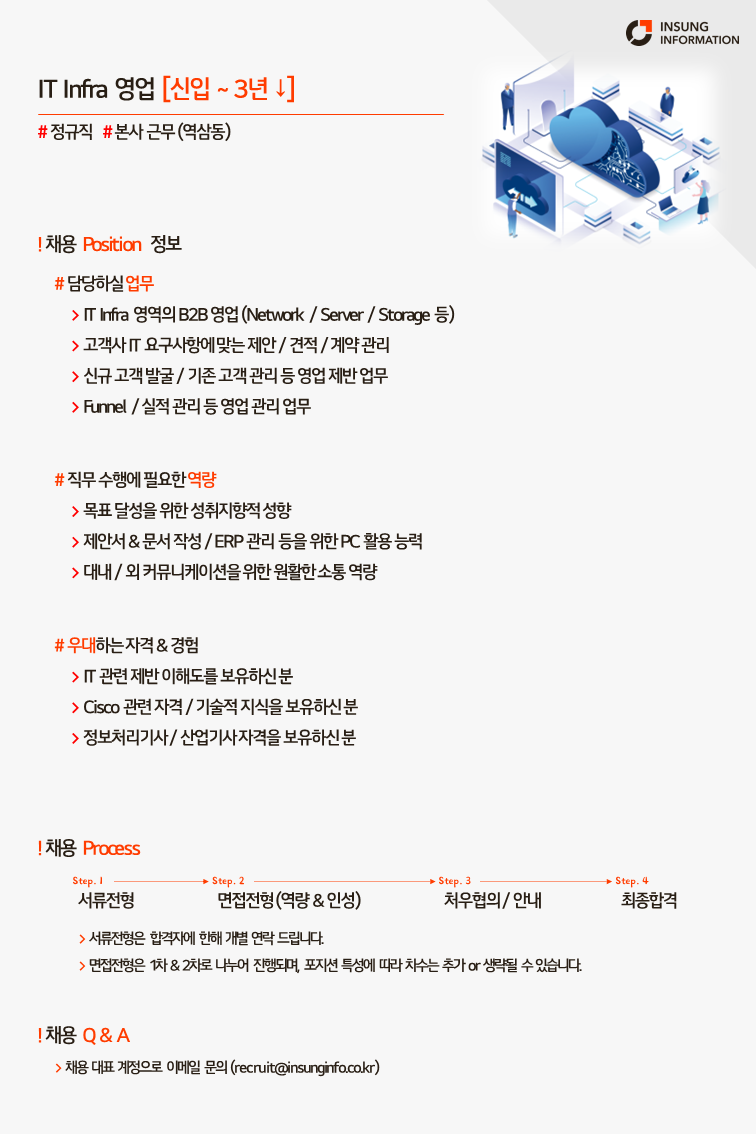 INSUNG
INFORMATION
IT Infra 영업 [신입 ~ 3년 ↓]
# 정규직 # 본사 근무 (역삼동)
! 채용 Position 정보
# 담당하실 업무
> IT Infra 영역의 B2B 영업 (Network / Server / Storage 등)
> 고객사 IT 요구사항에 맞는 제안 / 견적 / 계약 관리
> 신규 고객 발굴 / 기존 고객 관리 등 영업 제반 업무
> Funnel / 실적 관리 등 영업 관리 업무
# 직무 수행에 필요한 역량
> 목표 달성을 위한 성취지향적 성향
> 제안서 & 문서 작성 / ERP 관리 등을 위한 PC 활용 능력
> 대내 / 외 커뮤니케이션을 위한 원활한 소통 역량
# 우대하는 자격 & 경험
> IT 관련 제반 이해도를 보유하신 분
> Cisco 관련 자격 / 기술적 지식을 보유하신 분
> 정보처리기사 / 산업기사 자격을 보유하신 분
! 채용 Process
Step. 1 Step. 2 Step. 3 Step. 4
서류전형 면접전형 (역량 & 인성) 처우협의 / 안내 최종합격
> 서류전형은 합격자에 한해 개별 연락 드립니다.
> 면접전형은 1차 & 2차로 나누어 진행되며, 포지션 특성에 따라 차수는 추가 or 생략될 수 있습니다.
! 채용 Q & A
> 채용 대표 계정으로 이메일 문의 (recruit@insunginfo.co.kr)